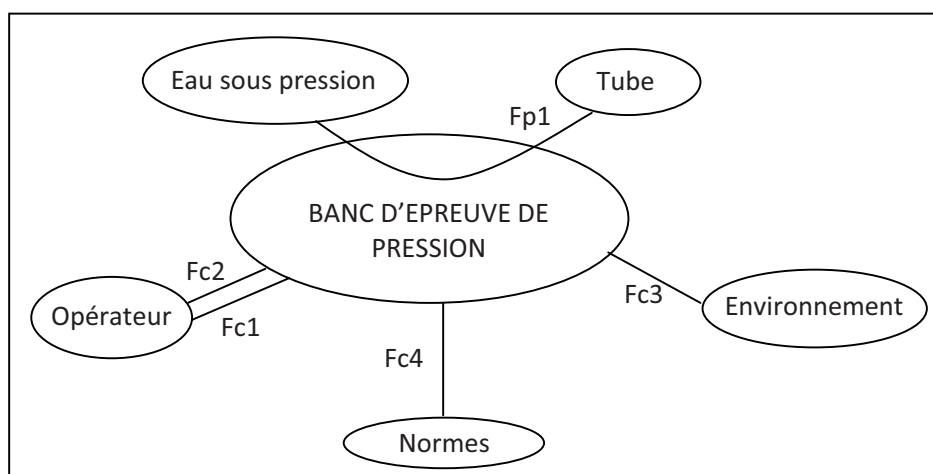 Eau sous pression
Tube
Fp1
BANC D'EPREUVE DE
PRESSION
Fc2
Opérateur
Fc1
Fc3
Environnement
Fc4
Normes